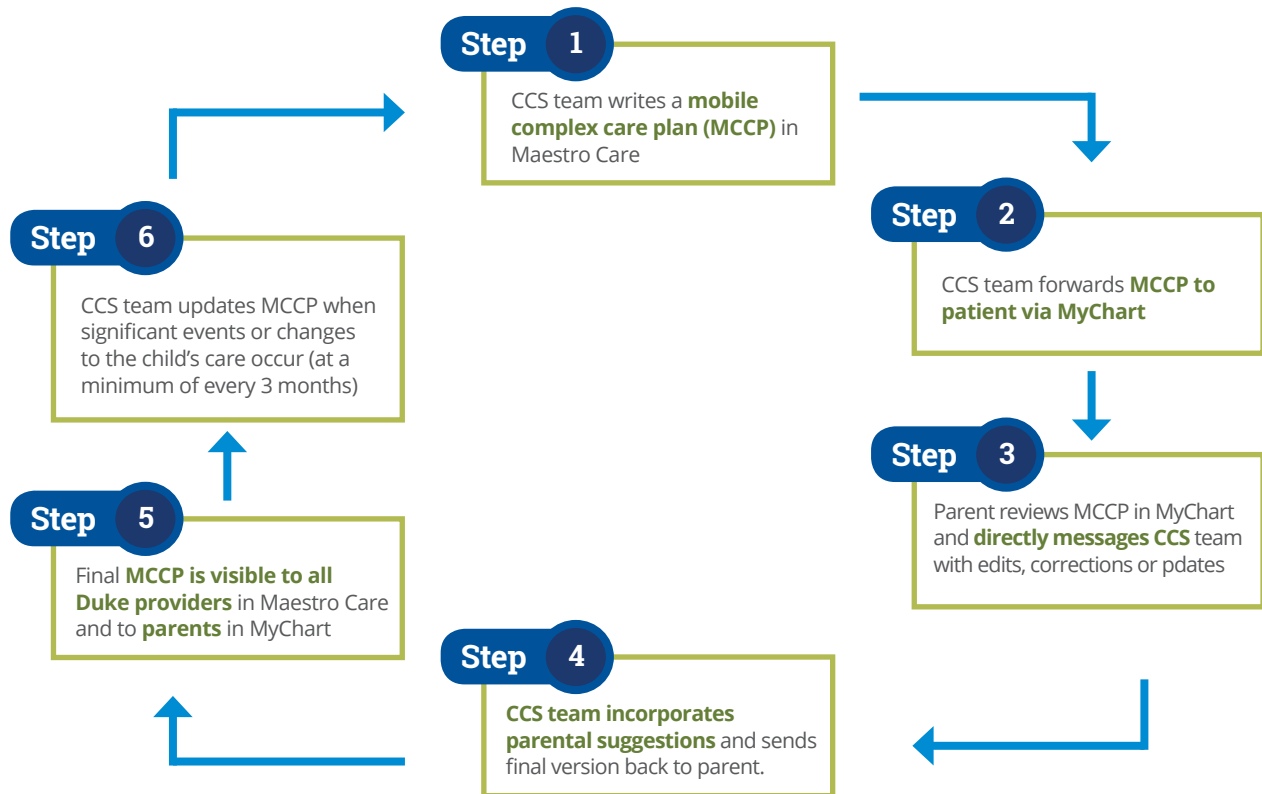 Step 1
CCS team writes a mobile
complex care plan (MCCP) in
Maestro Care
Step 2
CCS team forwards MCCP to
patient via MyChart
Step 3
Parent reviews MCCP in MyChart
and directly messages CCS team
with edits, corrections or pdates
Step 4
CCS team incorporates
parental suggestions and sends
final version back to parent.
Step 5
Final MCCP is visible to all
Duke providers in Maestro Care
and to parents in MyChart
Step 6
CCS team updates MCCP when
significant events or changes
to the child’s care occur (at a
minimum of every 3 months)